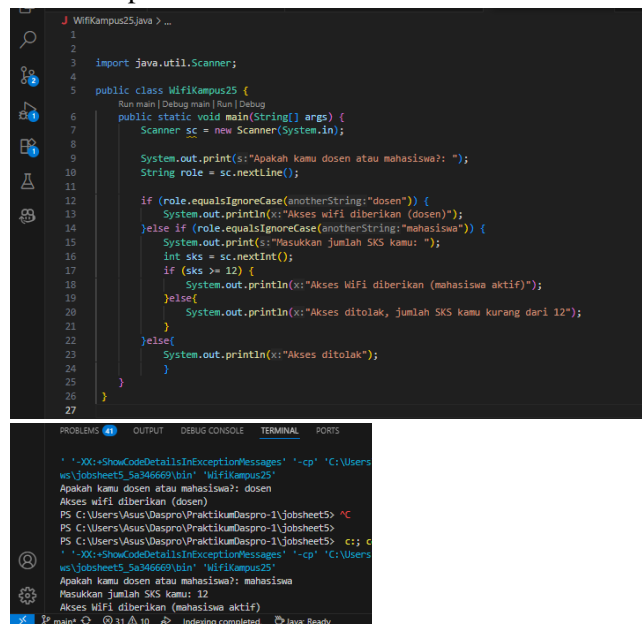 WifiKampus25.java > ...
1
2
3 import java.util.Scanner;
4
5 public class WifiKampus25 {
Run main | Debug main | Run | Debug
6 public static void main(String[] args) {
7 Scanner sc = new Scanner(System.in);
8
9 System.out.print(s:"Apakah kamu dosen atau mahasiswa?: ");
10 String role = sc.nextLine();
11
12 if (role.equalsIgnoreCase(anotherString:"dosen")) {
13 System.out.println(x:"Akses wifi diberikan (dosen)");
14 }else if (role.equalsIgnoreCase(anotherString:"mahasiswa")) {
15 System.out.print(s:"Masukkan jumlah SKS kamu: ");
16 int sks = sc.nextInt();
17 if (sks >= 12) {
18 System.out.println(x:"Akses WiFi diberikan (mahasiswa aktif)");
19 }else{
20 System.out.println(x:"Akses ditolak, jumlah SKS kamu kurang dari 12");
21 }
22 }else{
23 System.out.println(x:"Akses ditolak");
24 }
25 }
26 }
27
PROBLEMS 41 OUTPUT DEBUG CONSOLE TERMINAL PORTS
' '-XX:+ShowCodeDetailsInExceptionMessages' '-cp' 'C:\Users
ws\jobsheet5_5a346669\bin' 'WifiKampus25'
Apakah kamu dosen atau mahasiswa?: dosen
Akses wifi diberikan (dosen)
PS C:\Users\Asus\Daspro\PraktikumDaspro-1\jobsheet5> ^C
PS C:\Users\Asus\Daspro\PraktikumDaspro-1\jobsheet5>
PS C:\Users\Asus\Daspro\PraktikumDaspro-1\jobsheet5> c:; c
' '-XX:+ShowCodeDetailsInExceptionMessages' '-cp' 'C:\Users
ws\jobsheet5_5a346669\bin' 'WifiKampus25'
Apakah kamu dosen atau mahasiswa?: mahasiswa
Masukkan jumlah SKS kamu: 12
Akses WiFi diberikan (mahasiswa aktif)
main* 31 10 Indexing completed. Java: Ready